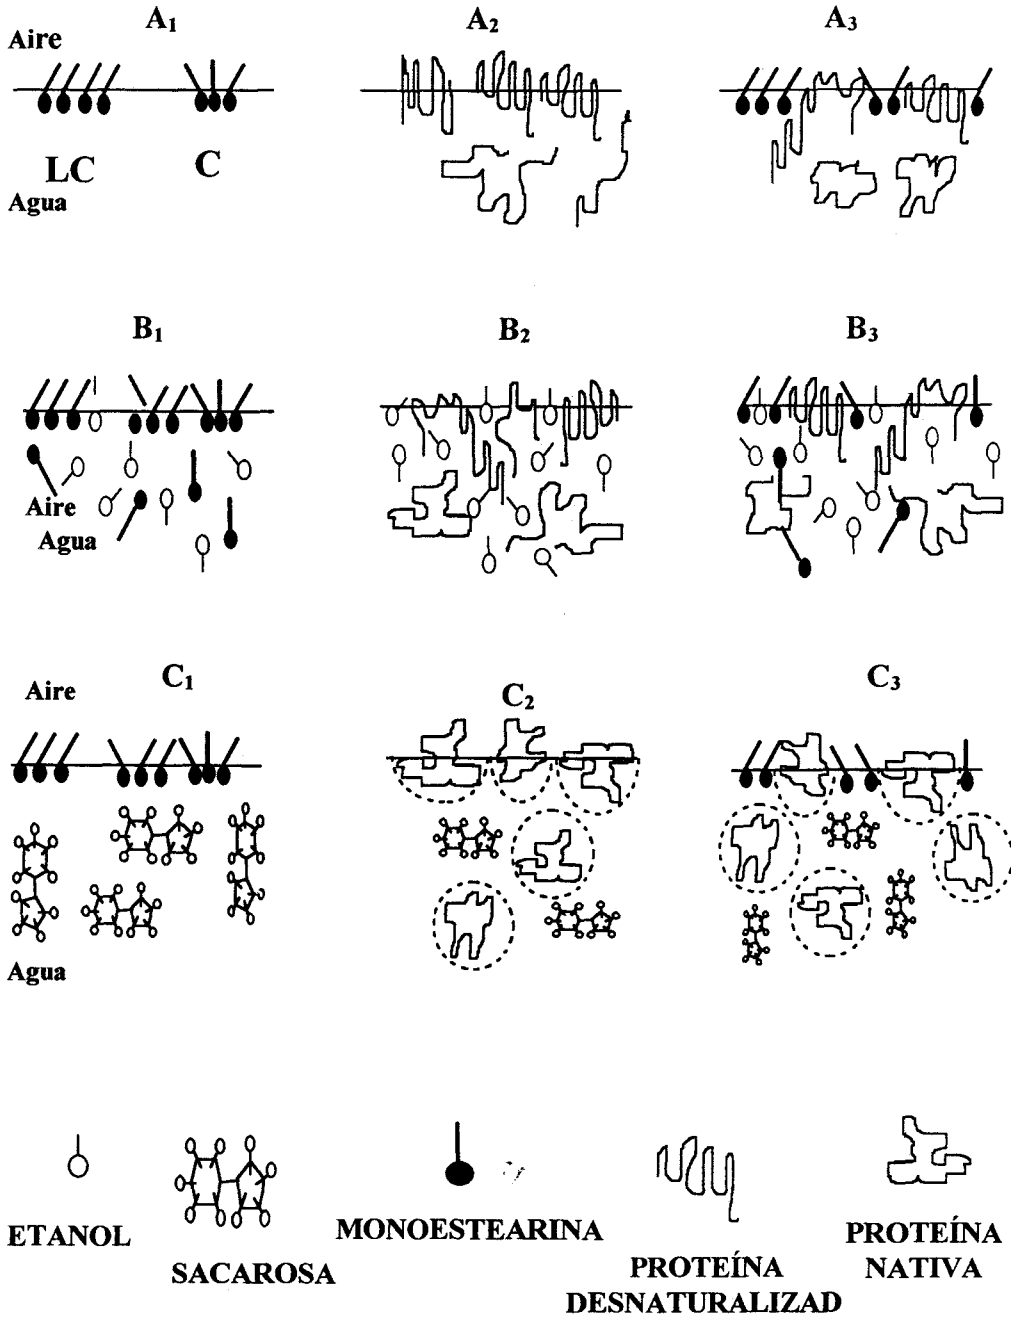 A₁ A₂ A₃
Aire
LC C
Agua
B₁ B₂ B₃
Aire
Agua
C₁ C₂ C₃
Aire
Agua
ETANOL
SACAROSA
MONOESTEARINA
PROTEÍNA
DESNATURALIZAD
PROTEÍNA
NATIVA